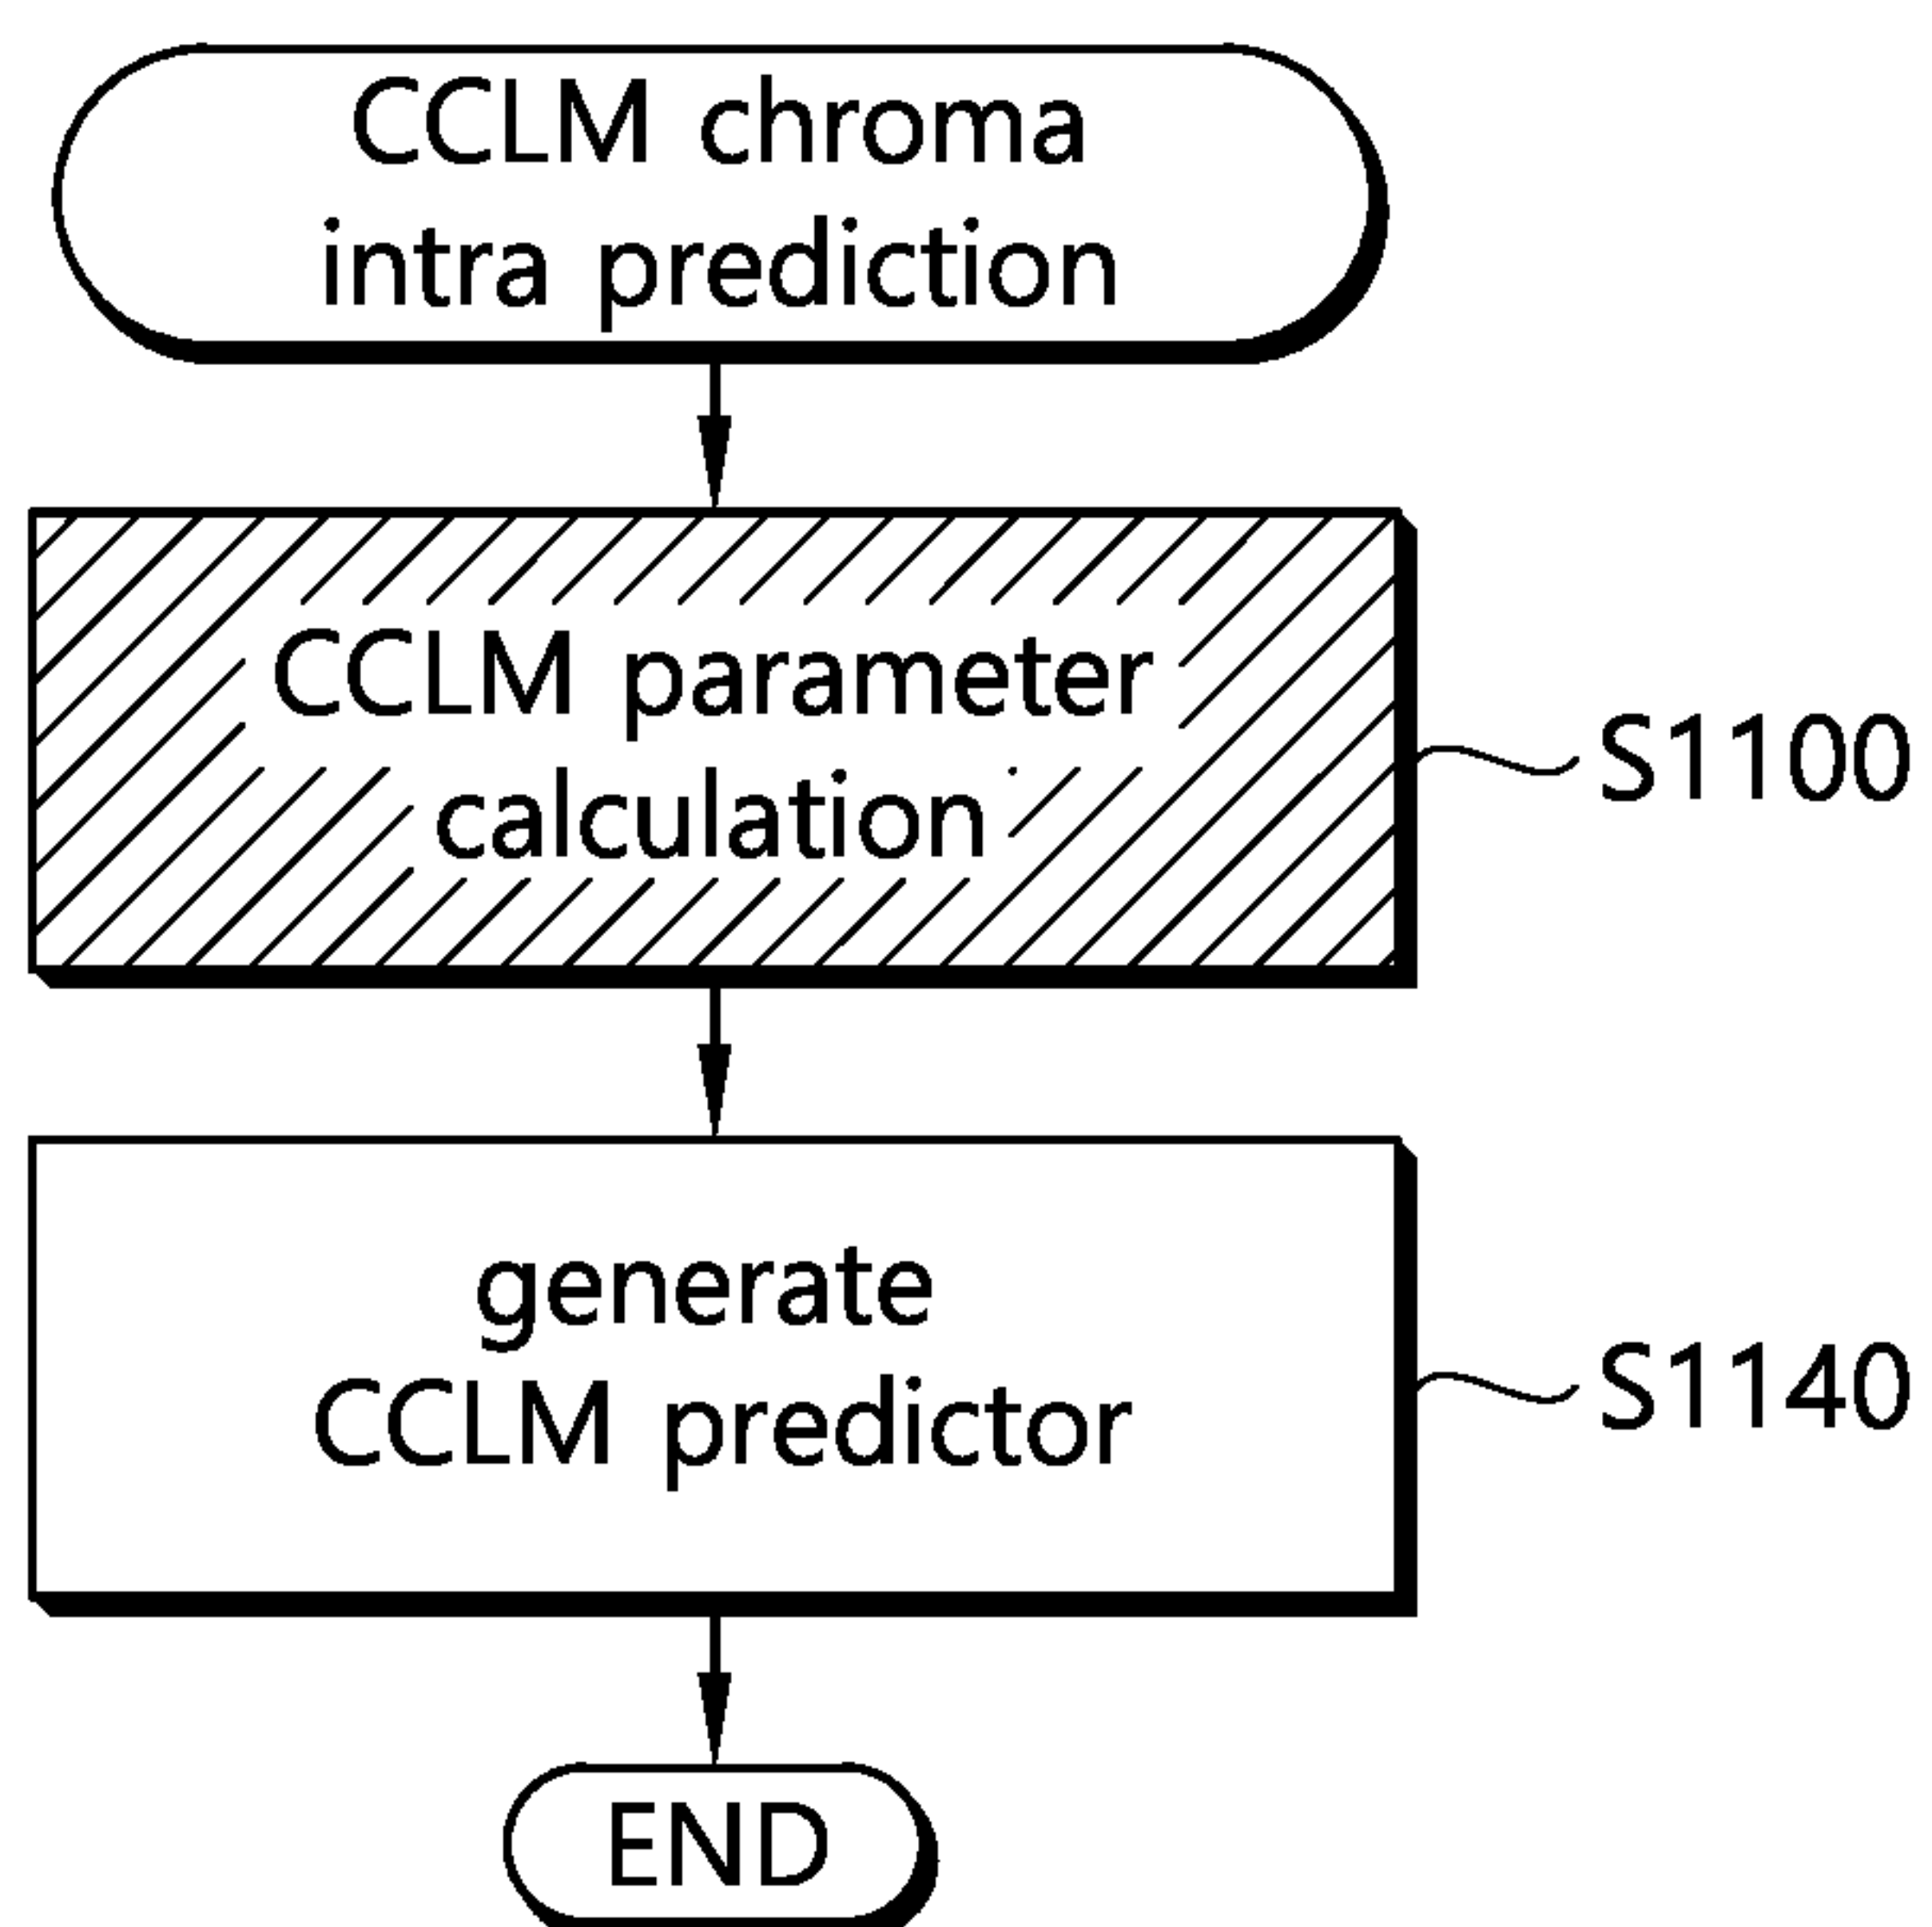 CCLM chroma
intra prediction
CCLM parameter
calculation
S1100
generate
CCLM predictor
S1140
END